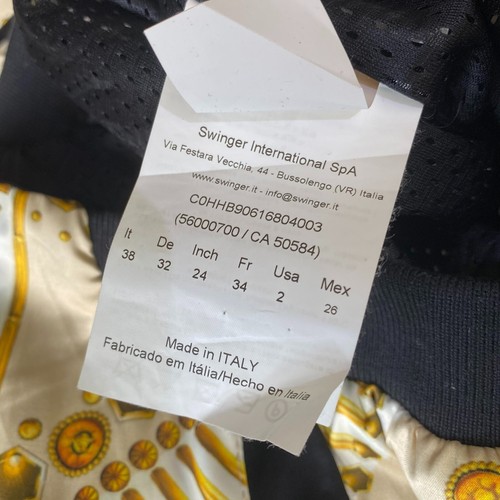 Swinger International SpA
Via Festara Vecchia, 44 - Bussolengo (VR) Italia
www.swinger.it - info@swinger.it
C0HHB90616804003
(56000700 / CA 50584)
It De Inch Fr Usa Mex
38 32 24 34 2 26
Made in ITALY
Fabricado em Itália/Hecho en Italia